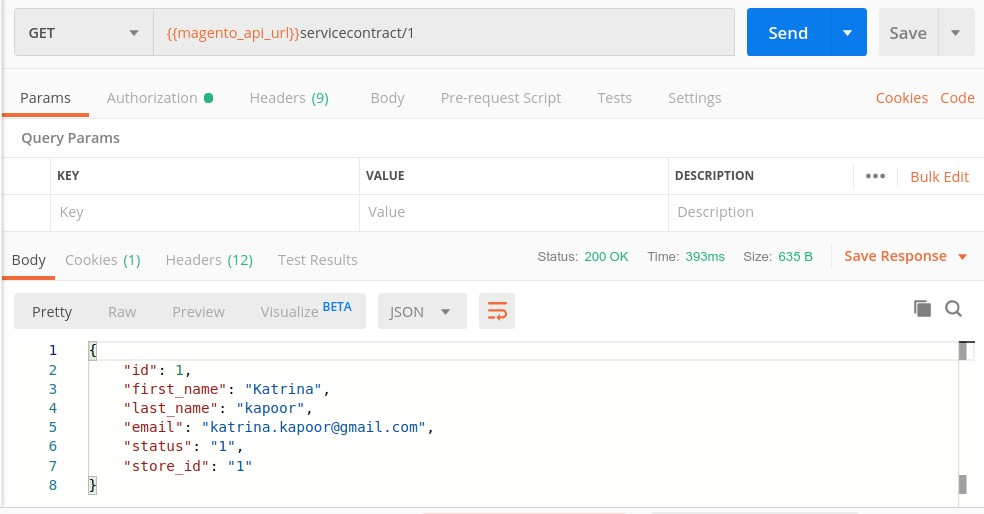 GET {{magento_api_url}}servicecontract/1 Send Save
Params Authorization Headers (9) Body Pre-request Script Tests Settings Cookies Code
Query Params
KEY VALUE DESCRIPTION ••• Bulk Edit
Key Value Description
Body Cookies (1) Headers (12) Test Results Status: 200 OK Time: 393ms Size: 635 B Save Response
Pretty Raw Preview Visualize BETA JSON
1 {
2 "id": 1,
3 "first_name": "Katrina",
4 "last_name": "kapoor",
5 "email": "katrina.kapoor@gmail.com",
6 "status": "1",
7 "store_id": "1"
8 }